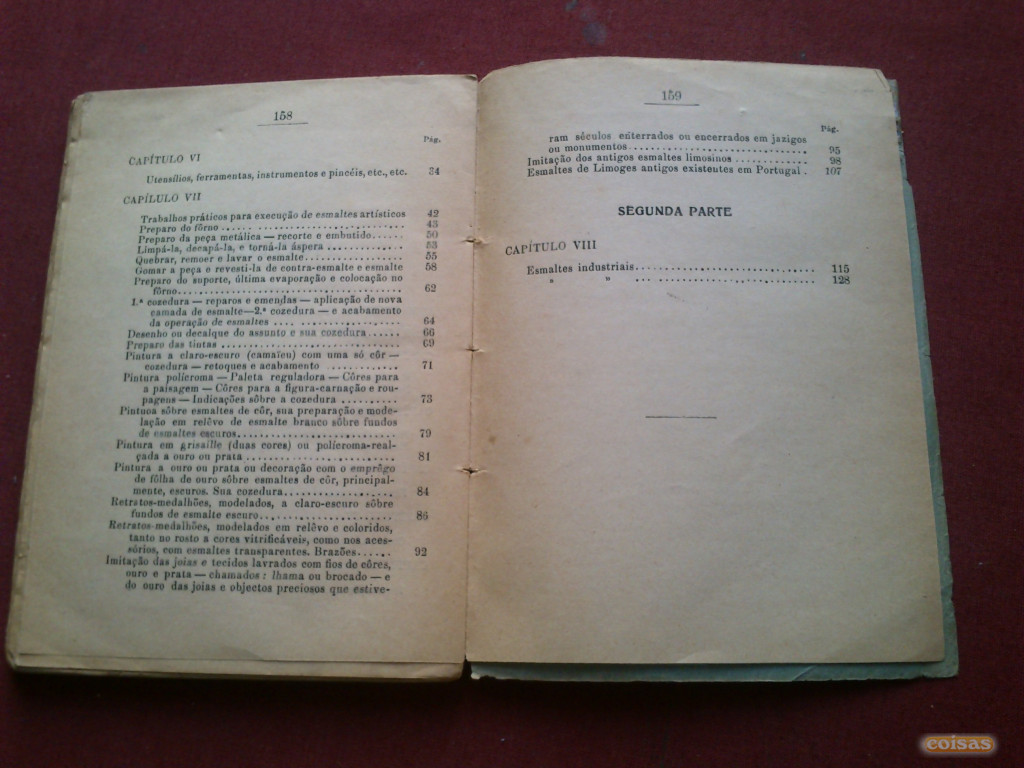 158
Pág.
CAPÍTULO VI
Utensílios, ferramentas, instrumentos e pincéis, etc., etc. 34
CAPÍLULO VII
Trabalhos práticos para execução de esmaltes artísticos 42
Preparo do fôrno . . . . . . . . . . . . . . . . . . . . 43
Preparo da peça metálica — recorte e embutido. . . . . . 50
Limpá-la, decapá-la, e torná-la áspera . . . . . . . . . . . . 53
Quebrar, remoer e lavar o esmalte. . . . . . . . . . . . . . . 55
Gomar a peça e revesti-la de contra-esmalte e esmalte 58
Preparo do suporte, última evaporação e colocação no
fôrno. . . . . . . . . . . . . . . . . . . . . . . . . . . . 62
1.ª cozedura — reparos e emendas — aplicação de nova
camada de esmalte—2.ª cozedura — e acabamento
da operação de esmaltes . . . . . . . . . . . . . . . . . 64
Desenho ou decalque do assunto e sua cozedura. . . . . . 66
Preparo das tintas . . . . . . . . . . . . . . . . . . . . . . 69
Pintura a claro-escuro (camaïeu) com uma só côr —
cozedura — retoques e acabamento . . . . . . . . . . . 71
Pintura polícroma — Paleta reguladora — Côres para
a paisagem — Côres para a figura-carnação e rou-
pagens — Indicações sôbre a cozedura . . . . . . . . . 73
Pintuoa sôbre esmaltes de côr, sua preparação e mode-
lação em relêvo de esmalte branco sôbre fundos
de esmaltes escuros. . . . . . . . . . . . . . . . . . . . . 79
Pintura em grisaille (duas cores) ou polícroma-real-
çada a ouro ou prata . . . . . . . . . . . . . . . . . . . 81
Pintura a ouro ou prata ou decoração com o emprêgo
de fôlha de ouro sôbre esmaltes de côr, principal-
mente, escuros. Sua cozedura. . . . . . . . . . . . . . . 84
Retratos-medalhões, modelados, a claro-escuro sôbre
fundos de esmalte escuro. . . . . . . . . . . . . . . . . . 86
Retratos-medalhões, modelados em relêvo e coloridos,
tanto no rosto a cores vitrificáveis, como nos aces-
sórios, com esmaltes transparentes. Brazões. . . . . . 92
Imitação das joias e tecidos lavrados com fios de côres,
ouro e prata — chamados : lhama ou brocado — e
do ouro das joias e objectos preciosos que estive-
159
Pág.
ram séculos enterrados ou encerrados em jazigos
ou monumentos . . . . . . . . . . . . . . . . . . . . . . . . 95
Imitação dos antigos esmaltes limosinos . . . . . . . . . . . . 98
Esmaltes de Limoges antigos existentes em Portugal . 107
SEGUNDA PARTE
CAPÍTULO VIII
Esmaltes industriais. . . . . . . . . . . . . . . . . . . . . . . . . . 115
» » . . . . . . . . . . . . . . . . . . . . . . . . . . 128
coisas